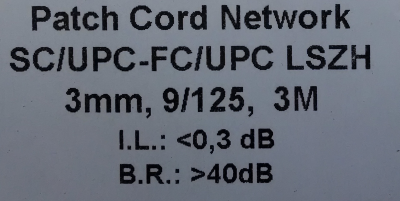 Patch Cord Network
SC/UPC-FC/UPC LSZH
3mm, 9/125, 3M
I.L.: <0,3 dB
B.R.: >40dB